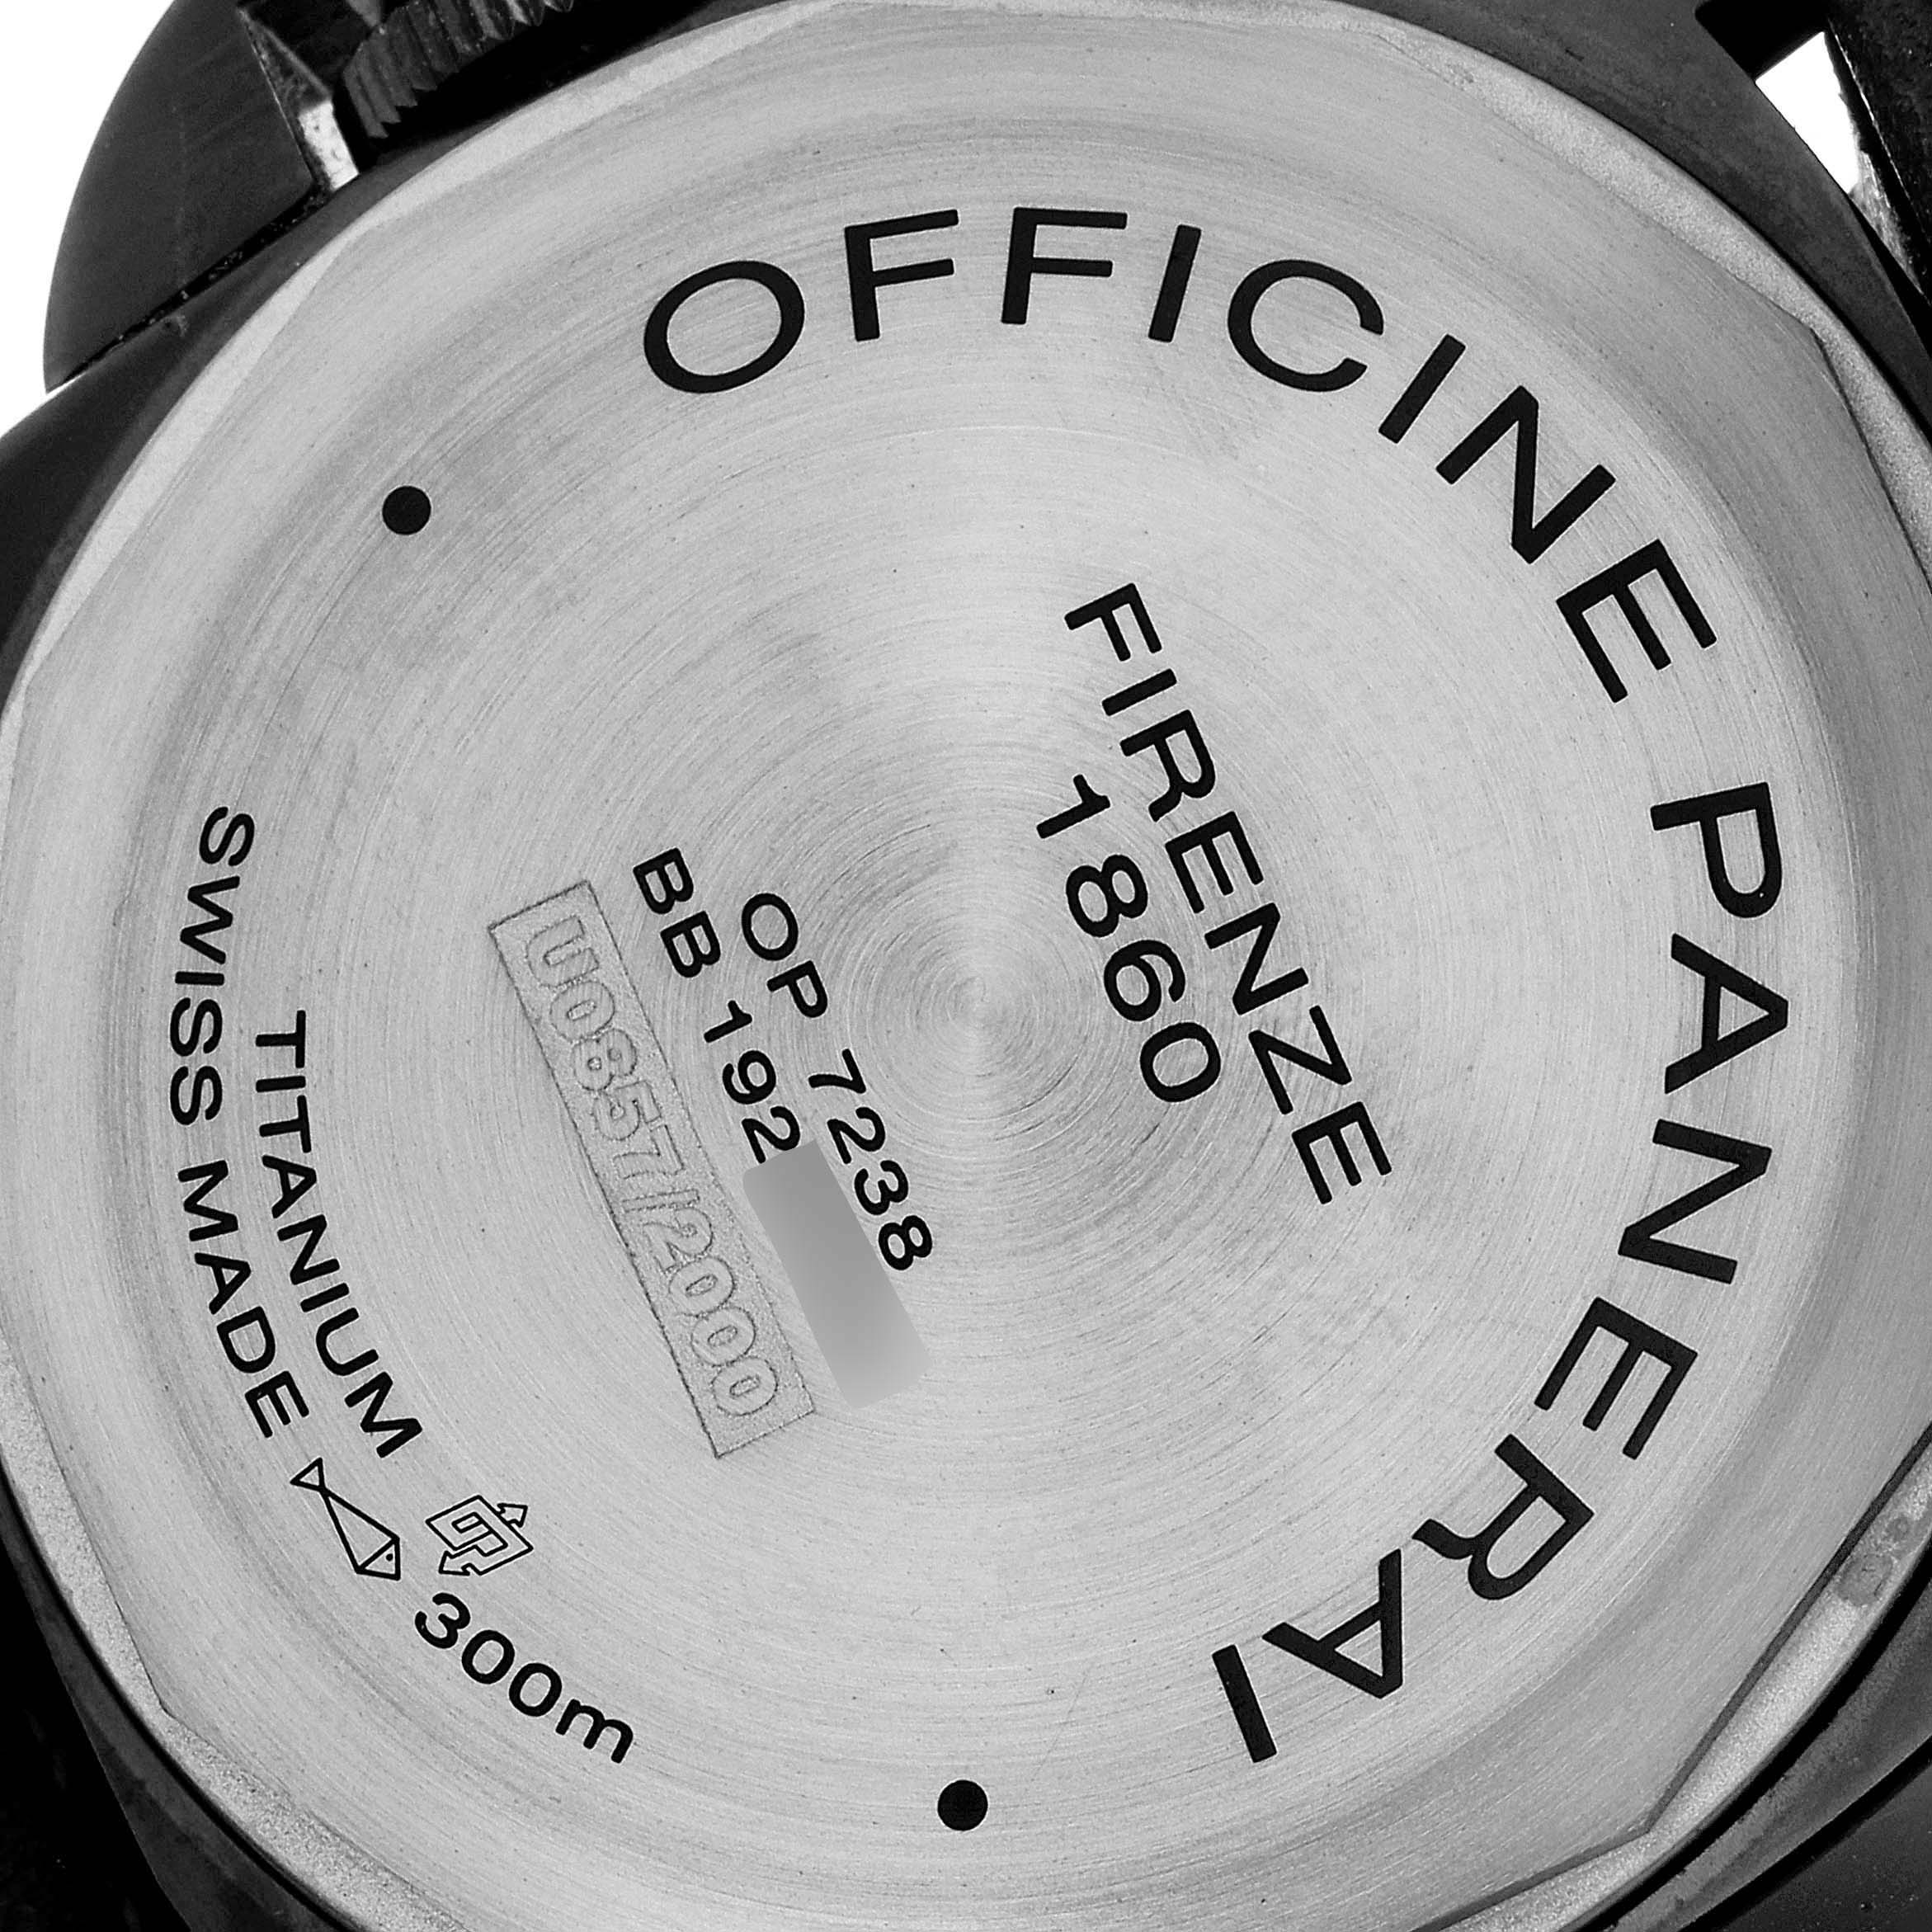 OFFICINE PANERAI
FIRENZE
1860
OP 7238
BB 192
U0857/2000
TITANIUM
SWISS MADE 300m